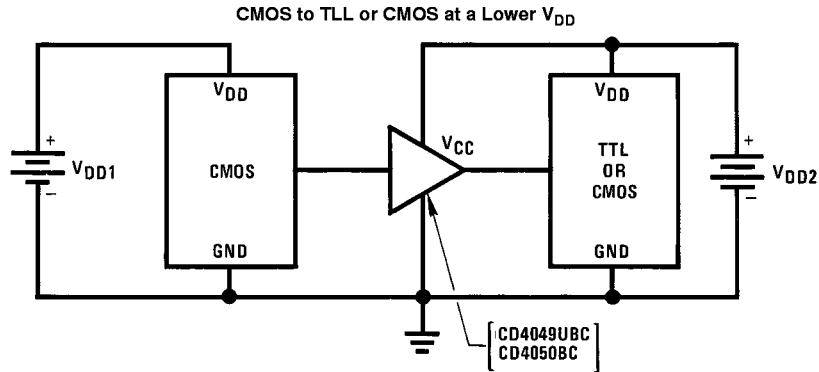 CMOS to TLL or CMOS at a Lower VDD
VDD
VDD
+
VDD1
−
CMOS
VCC
TTL
OR
CMOS
+
VDD2
−
GND
GND
CD4049UBC
CD4050BC